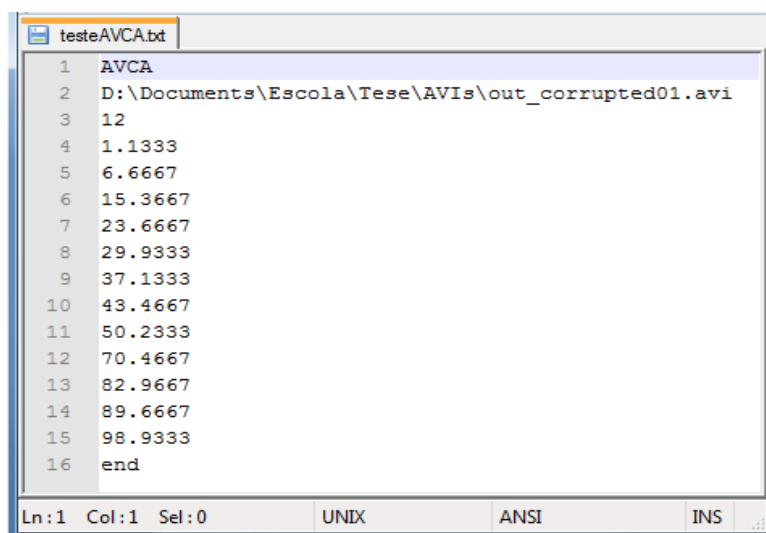 testeAVCA.txt
1 AVCA
2 D:\Documents\Escola\Tese\AVIs\out_corrupted01.avi
3 12
4 1.1333
5 6.6667
6 15.3667
7 23.6667
8 29.9333
9 37.1333
10 43.4667
11 50.2333
12 70.4667
13 82.9667
14 89.6667
15 98.9333
16 end
Ln:1 Col:1 Sel:0 UNIX ANSI INS